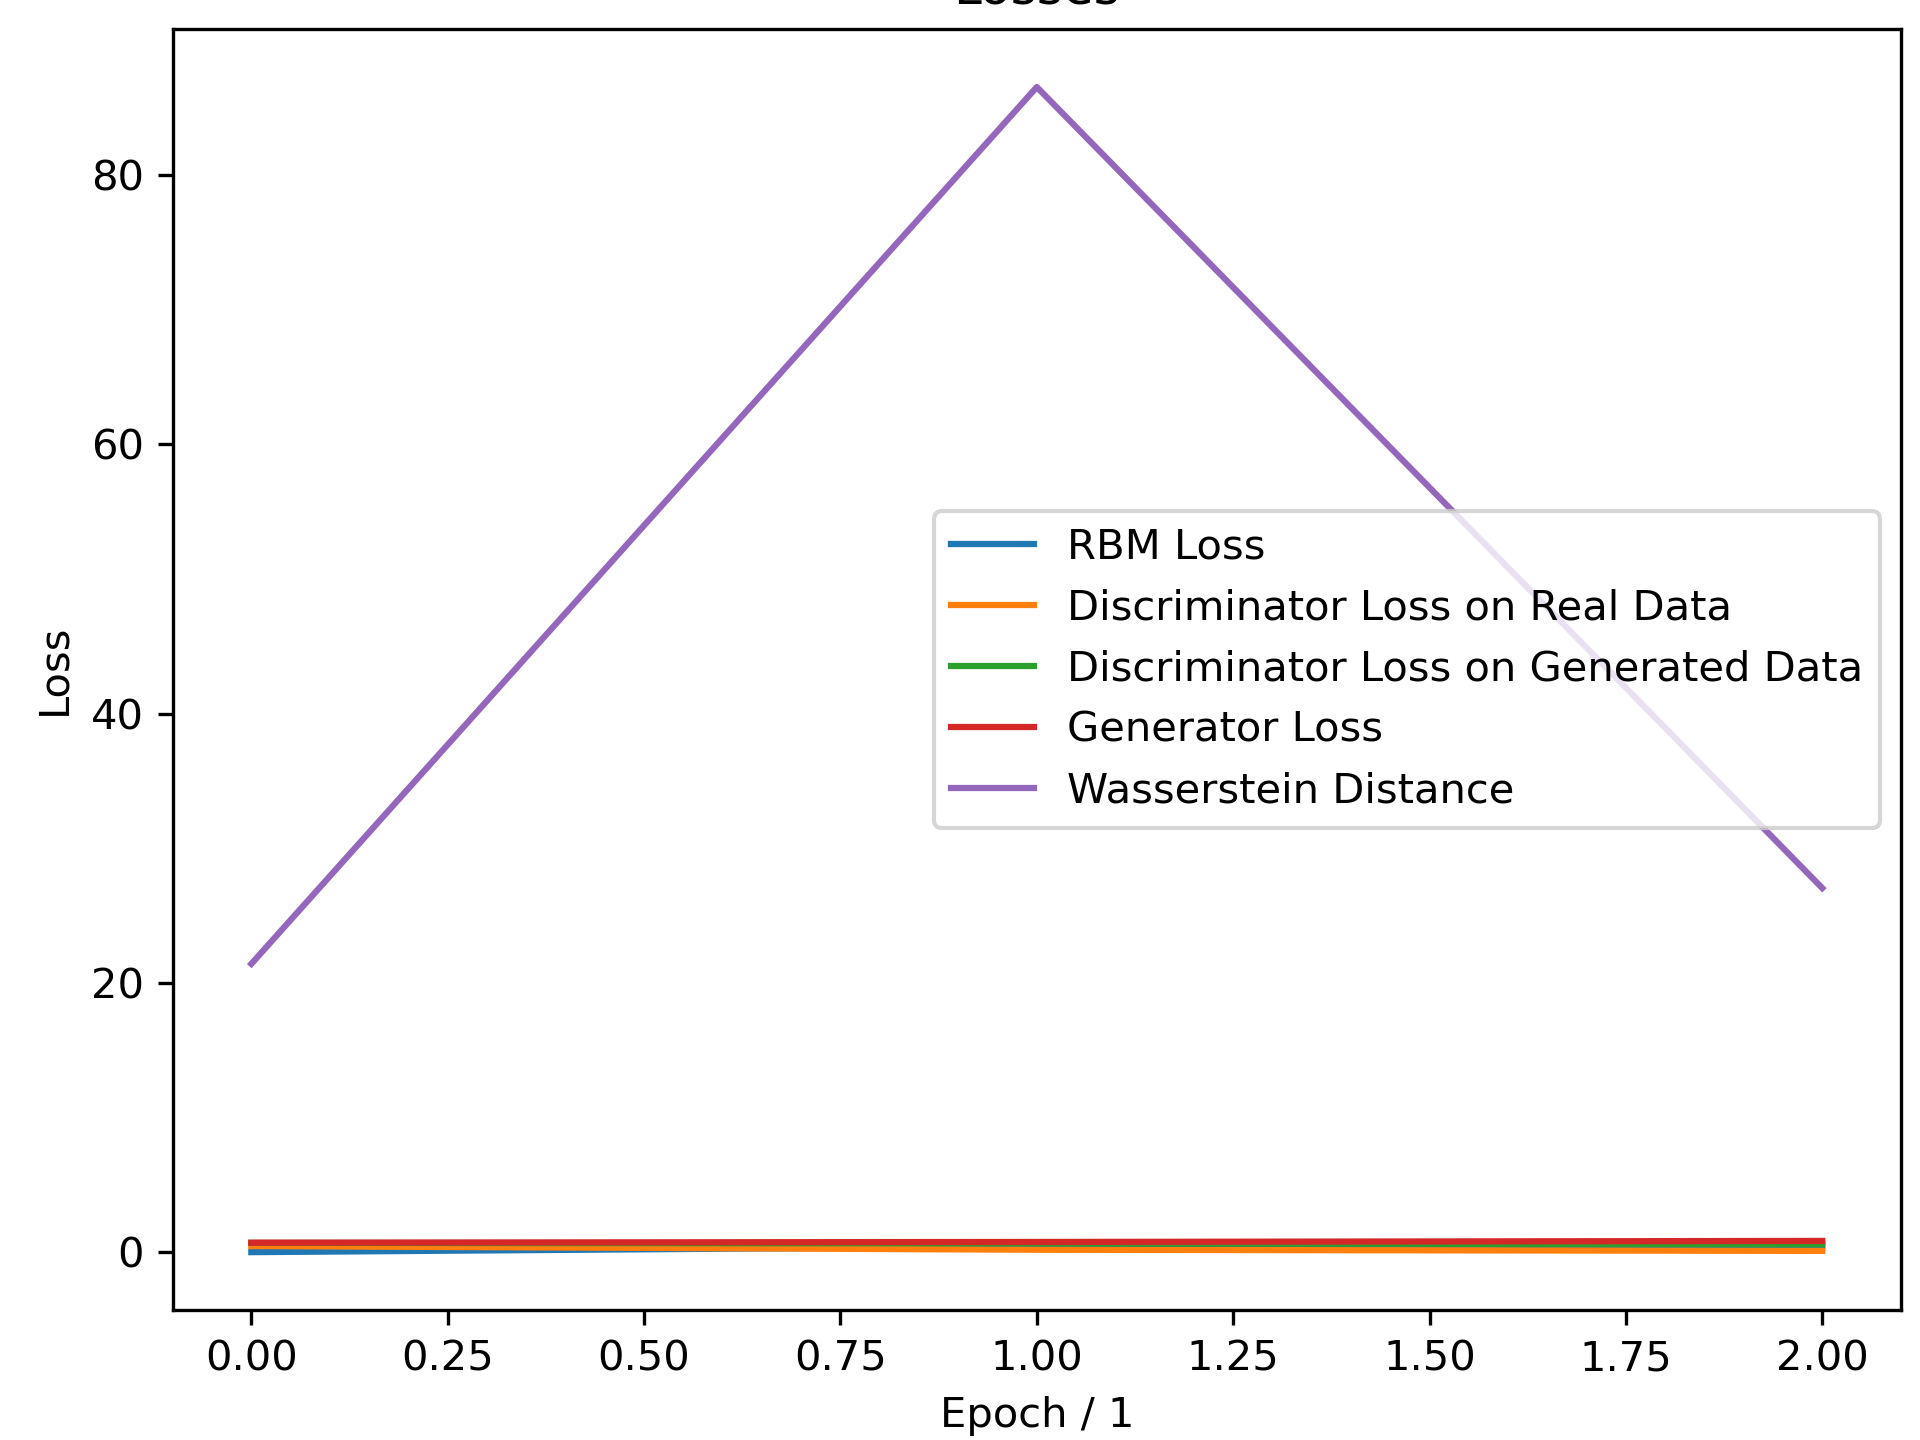 Losses
80
60
40
20
0
Loss
RBM Loss
Discriminator Loss on Real Data
Discriminator Loss on Generated Data
Generator Loss
Wasserstein Distance
0.00 0.25 0.50 0.75 1.00 1.25 1.50 1.75 2.00
Epoch / 1